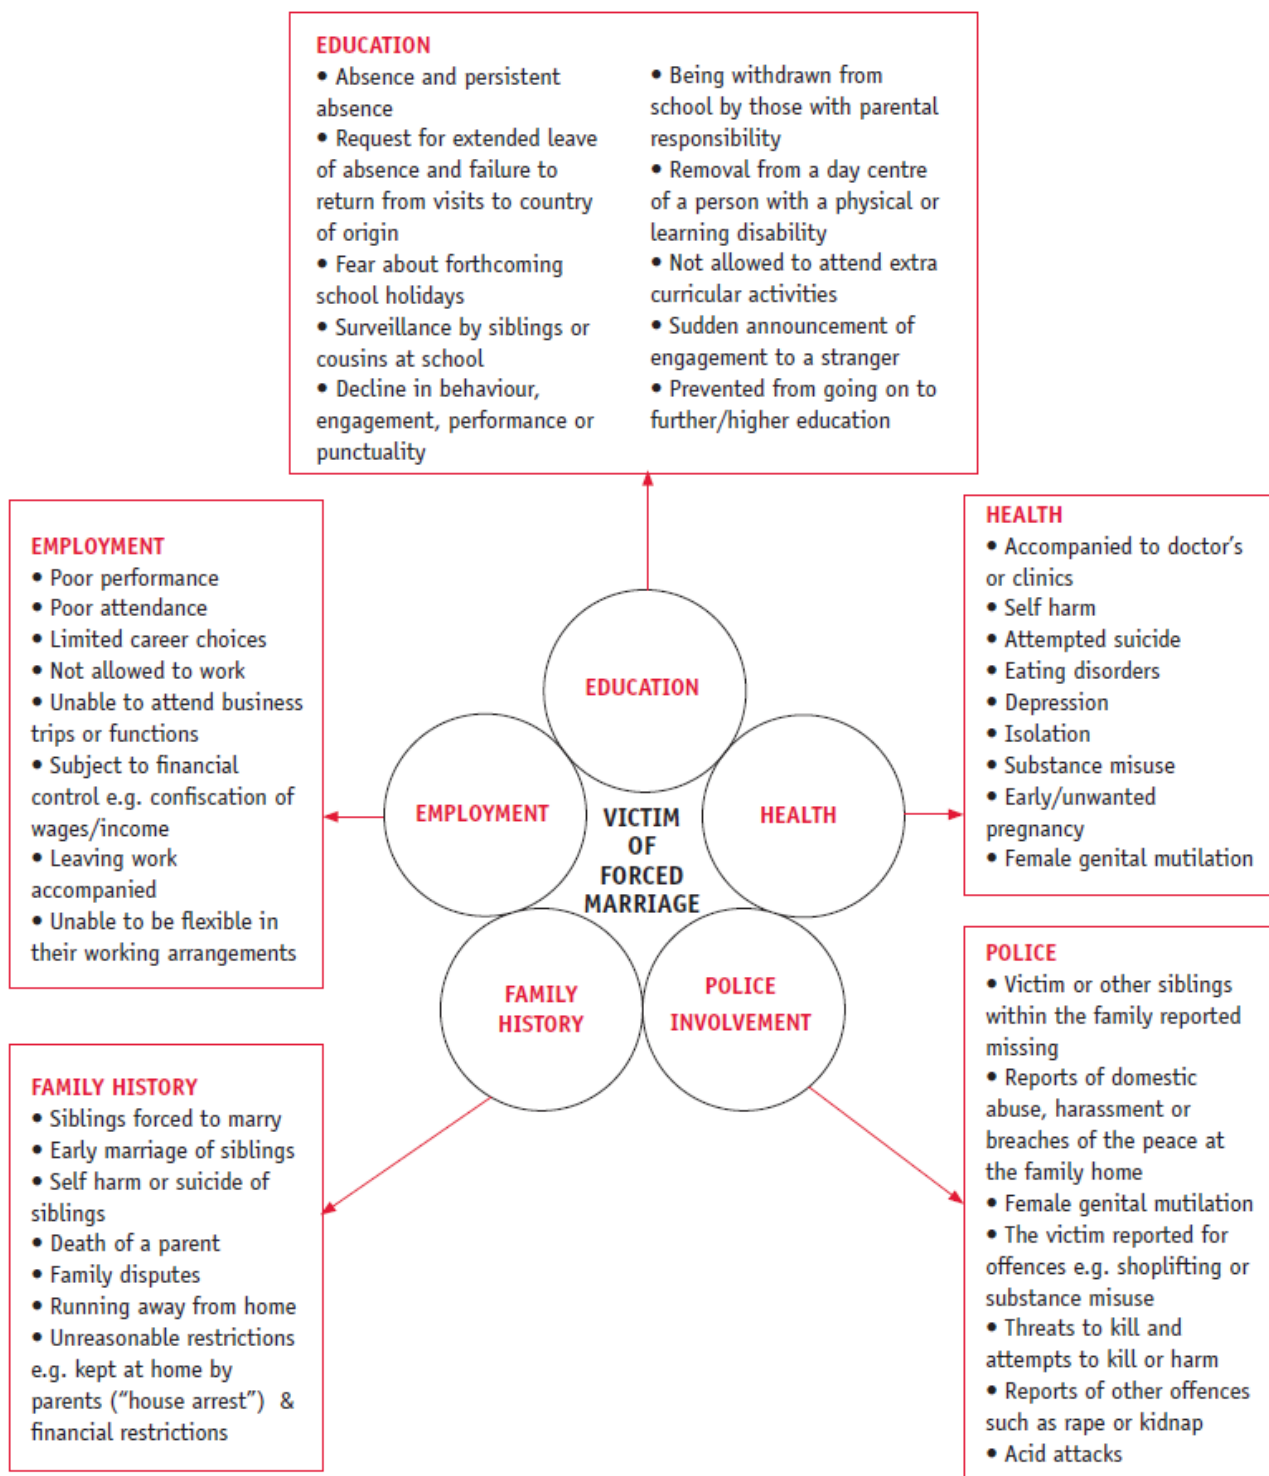 EDUCATION
• Absence and persistent
absence
• Request for extended leave
of absence and failure to
return from visits to country
of origin
• Fear about forthcoming
school holidays
• Surveillance by siblings or
cousins at school
• Decline in behaviour,
engagement, performance or
punctuality
• Being withdrawn from
school by those with parental
responsibility
• Removal from a day centre
of a person with a physical or
learning disability
• Not allowed to attend extra
curricular activities
• Sudden announcement of
engagement to a stranger
• Prevented from going on to
further/higher education
EMPLOYMENT
• Poor performance
• Poor attendance
• Limited career choices
• Not allowed to work
• Unable to attend business
trips or functions
• Subject to financial
control e.g. confiscation of
wages/income
• Leaving work
accompanied
• Unable to be flexible in
their working arrangements
HEALTH
• Accompanied to doctor's
or clinics
• Self harm
• Attempted suicide
• Eating disorders
• Depression
• Isolation
• Substance misuse
• Early/unwanted
pregnancy
• Female genital mutilation
EDUCATION
EMPLOYMENT
VICTIM
OF
FORCED
MARRIAGE
HEALTH
FAMILY
HISTORY
POLICE
INVOLVEMENT
FAMILY HISTORY
• Siblings forced to marry
• Early marriage of siblings
• Self harm or suicide of
siblings
• Death of a parent
• Family disputes
• Running away from home
• Unreasonable restrictions
e.g. kept at home by
parents (“house arrest”) &
financial restrictions
POLICE
• Victim or other siblings
within the family reported
missing
• Reports of domestic
abuse, harassment or
breaches of the peace at
the family home
• Female genital mutilation
• The victim reported for
offences e.g. shoplifting or
substance misuse
• Threats to kill and
attempts to kill or harm
• Reports of other offences
such as rape or kidnap
• Acid attacks